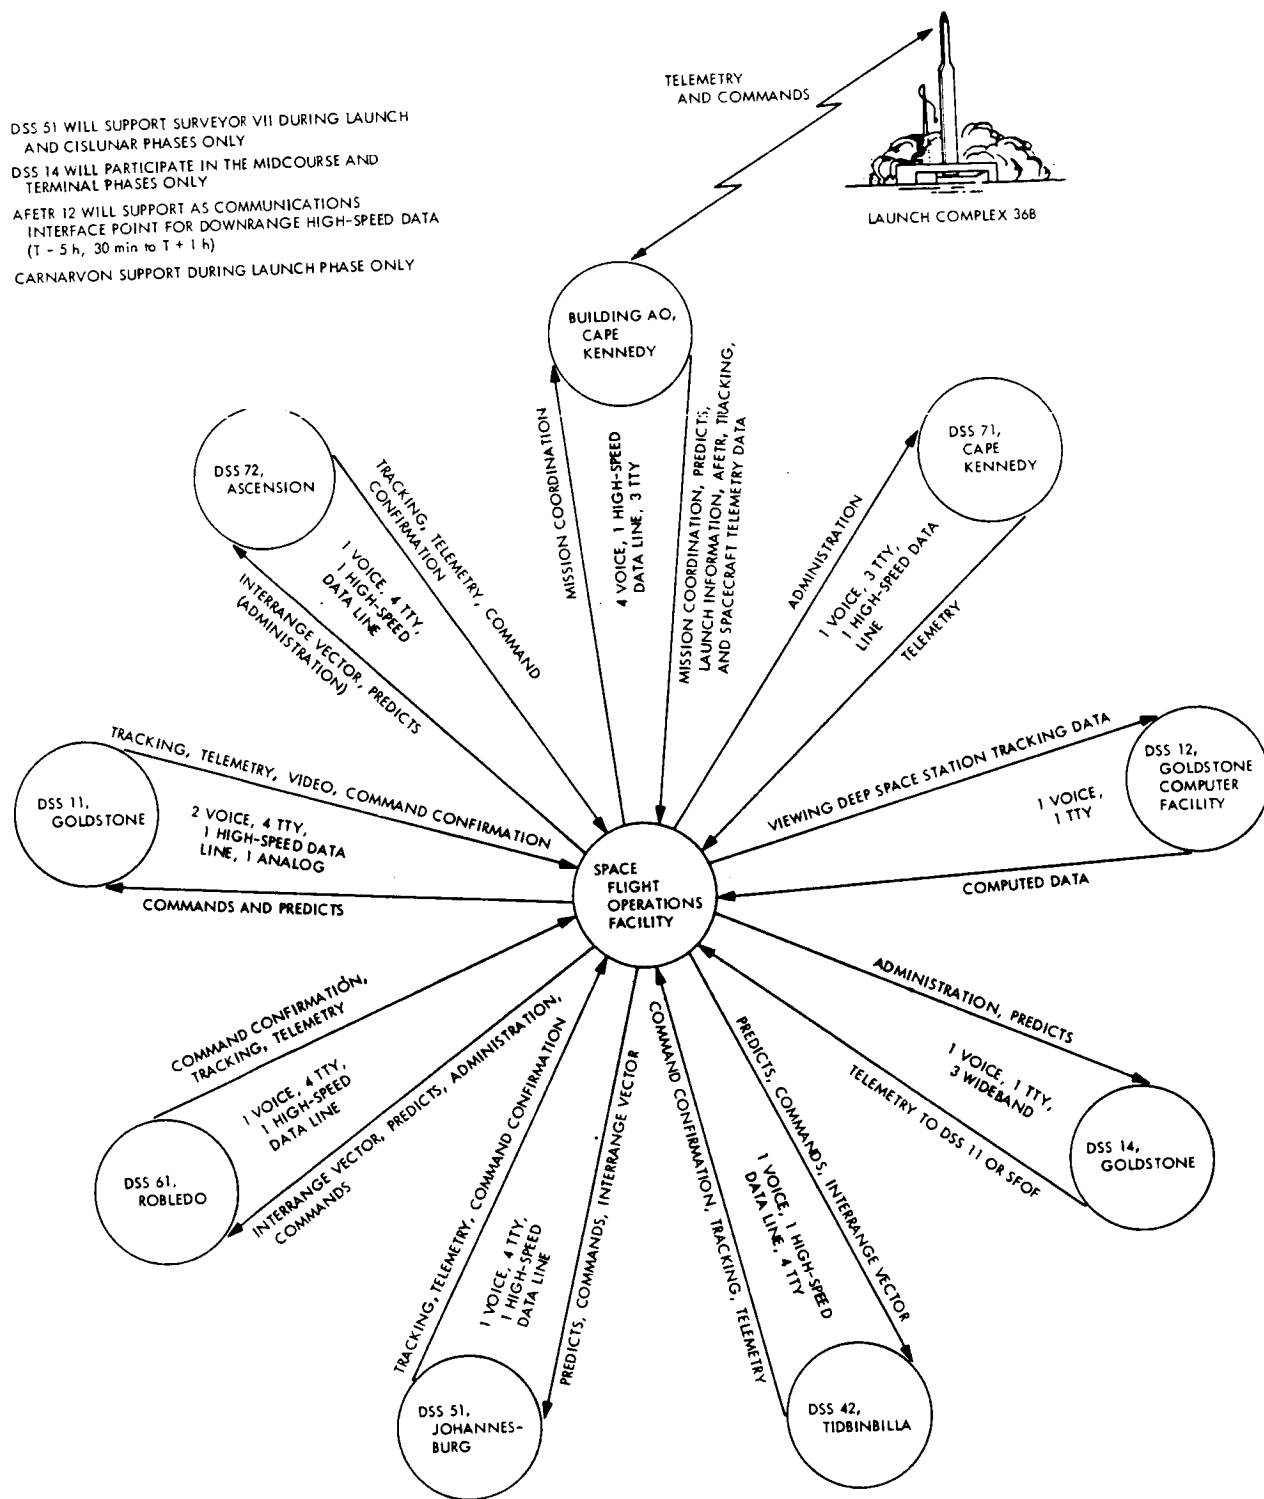 TELEMETRY
AND COMMANDS
DSS 51 WILL SUPPORT SURVEYOR VII DURING LAUNCH
AND CISLUNAR PHASES ONLY
DSS 14 WILL PARTICIPATE IN THE MIDCOURSE AND
TERMINAL PHASES ONLY
AFETR 12 WILL SUPPORT AS COMMUNICATIONS
INTERFACE POINT FOR DOWNRANGE HIGH-SPEED DATA
(T - 5 h, 30 min to T + 1 h)
CARNARVON SUPPORT DURING LAUNCH PHASE ONLY
LAUNCH COMPLEX 36B
BUILDING AO,
CAPE
KENNEDY
MISSION COORDINATION
4 VOICE, 1 HIGH-SPEED
DATA LINE, 3 TTY
MISSION COORDINATION, PREDICTS,
LAUNCH INFORMATION, AFETR, TRACKING,
AND SPACECRAFT TELEMETRY DATA
DSS 71,
CAPE
KENNEDY
ADMINISTRATION
1 VOICE, 3 TTY,
1 HIGH-SPEED DATA
LINE
TELEMETRY
DSS 72,
ASCENSION
TRACKING, TELEMETRY, COMMAND
CONFIRMATION
1 VOICE, 4 TTY,
1 HIGH-SPEED
DATA LINE
INTERRANGE VECTOR, PREDICTS
(ADMINISTRATION)
DSS 12,
GOLDSTONE
COMPUTER
FACILITY
VIEWING DEEP SPACE STATION TRACKING DATA
1 VOICE,
1 TTY
COMPUTED DATA
DSS 11,
GOLDSTONE
TRACKING, TELEMETRY, VIDEO, COMMAND CONFIRMATION
2 VOICE, 4 TTY,
1 HIGH-SPEED DATA
LINE, 1 ANALOG
COMMANDS AND PREDICTS
SPACE
FLIGHT
OPERATIONS
FACILITY
ADMINISTRATION, PREDICTS
1 VOICE, 1 TTY,
3 WIDEBAND
TELEMETRY TO DSS 11 OR SFOF
DSS 14,
GOLDSTONE
COMMAND CONFIRMATION,
TRACKING, TELEMETRY
1 VOICE, 4 TTY,
1 HIGH-SPEED
DATA LINE
INTERRANGE VECTOR, PREDICTS, ADMINISTRATION,
COMMANDS
DSS 61,
ROBLEDO
TRACKING, TELEMETRY, COMMAND CONFIRMATION
1 VOICE, 4 TTY,
1 HIGH-SPEED
DATA LINE
PREDICTS, COMMANDS, INTERRANGE VECTOR
DSS 51,
JOHANNES-
BURG
COMMAND CONFIRMATION, TRACKING, TELEMETRY
1 VOICE, 1 HIGH-SPEED
DATA LINE, 4 TTY
PREDICTS, COMMANDS, INTERRANGE VECTOR
DSS 42,
TIDBINBILLA